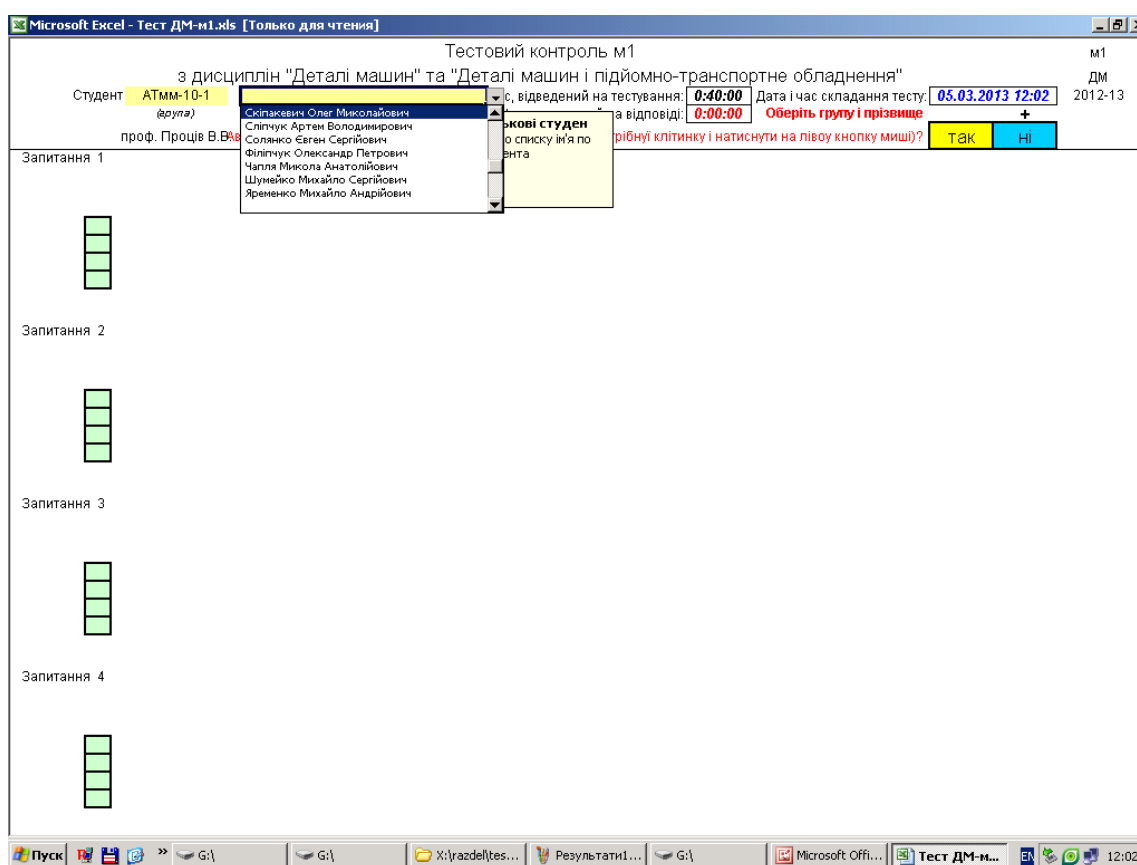 Microsoft Excel - Тест ДМ-м1.xls [Только для чтения]
Тестовий контроль м1
м1
з дисциплін "Деталі машин" та "Деталі машин і підйомно-транспортне обладнення"
ДМ
Студент АТмм-10-1 с, відведений на тестування: 0:40:00 Дата і час складання тесту: 05.03.2013 12:02 2012-13
(група) Скіпакевич Олег Миколайович а відповіді: 0:00:00 Оберіть групу і прізвище +
Сліпчук Артем Володимирович ькові студен
проф. Проців В.В. Солянко Євген Сергійович о списку ім'я по трібнуї клітинку і натиснути на лівоу кнопку миші)? так ні
Філіпчук Олександр Петрович ента
Чапля Микола Анатолійович
Шумейко Михайло Сергійович
Яременко Михайло Андрійович
Запитання 1
Запитання 2
Запитання 3
Запитання 4
Пуск » G:\ G:\ X:\razdel\tes... Результати1... G:\ Microsoft Offi... Тест ДМ-м... EN 12:02